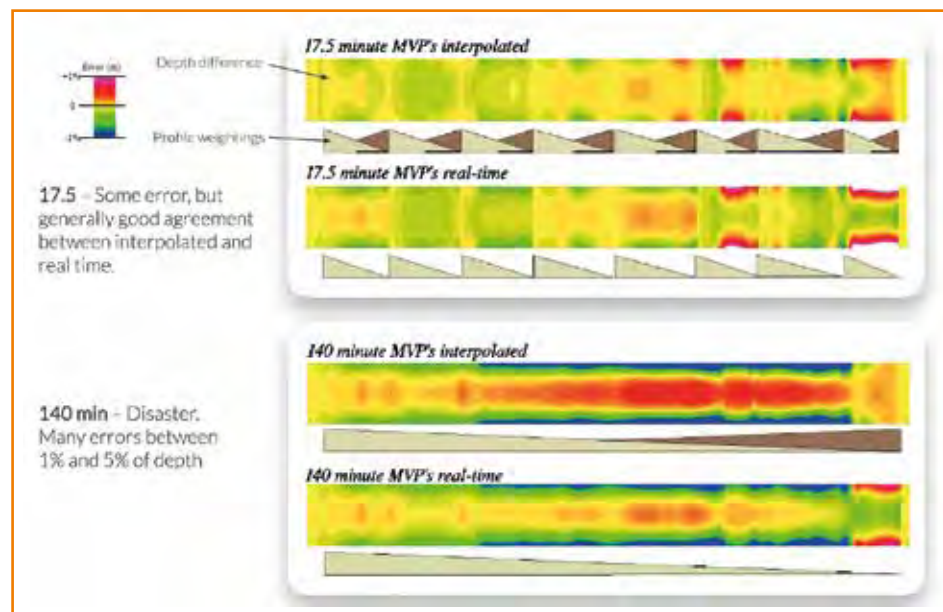 17.5 minute MVP's interpolated
Error (m)
+1%
0
-1%
Depth difference
Profile weightings
17.5 minute MVP's real-time
17.5 – Some error, but
generally good agreement
between interpolated and
real time.
140 minute MVP's interpolated
140 min – Disaster.
Many errors between
1% and 5% of depth
140 minute MVP's real-time